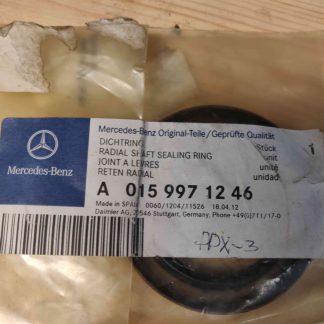 Mercedes-Benz
Mercedes-Benz Original-Teile/Geprüfte Qualität
DICHTRING
RADIAL SHAFT SEALING RING
JOINT A LEVRES
RETEN RADIAL
1
Stück
unit
unité
unidad
A 015 997 12 46
Made in SPAIN 0060/1204/11526 18.04.12
Daimler AG, 70546 Stuttgart, Germany, Phone +49(0)711/17-0